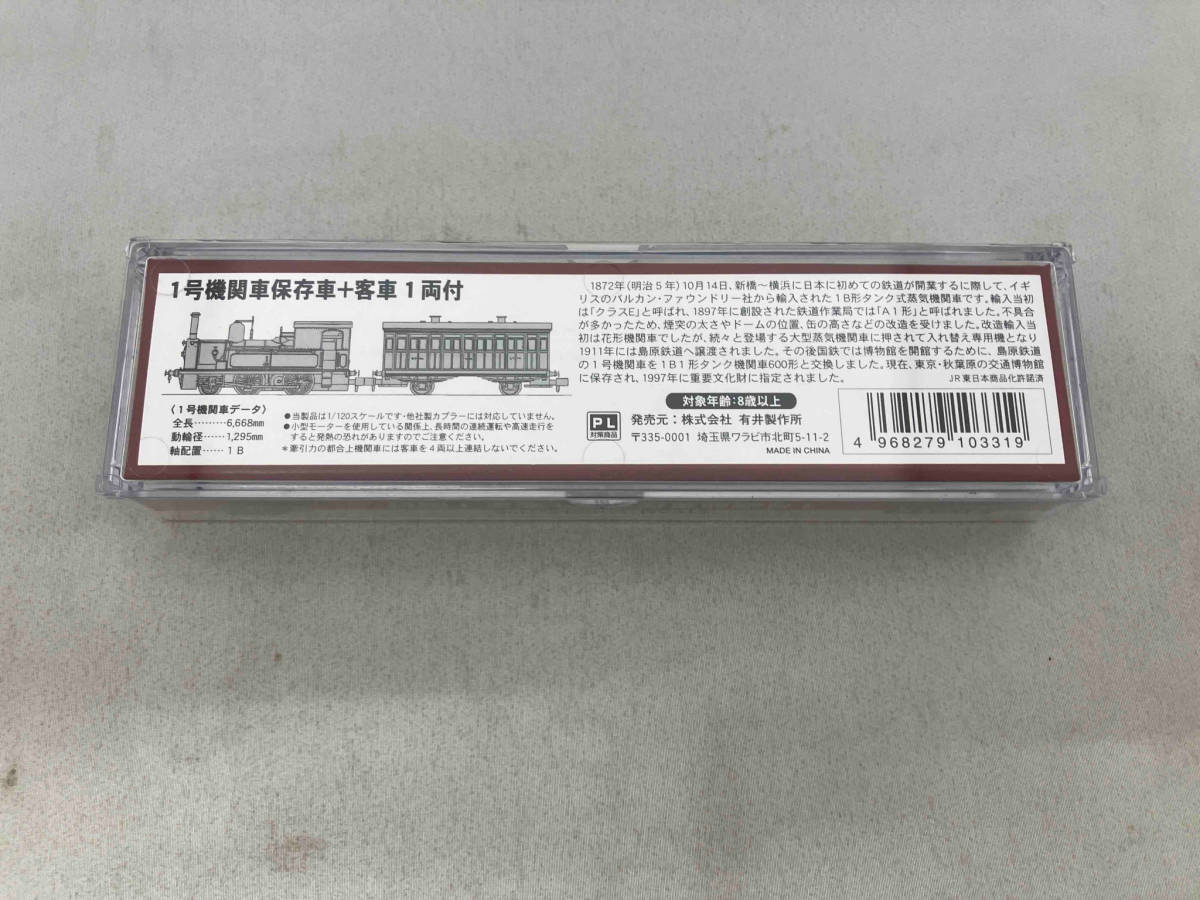 1号機関車保存車+客車1両付
〈1号機関車データ〉
全長……6,668mm
動輪径……1,295mm
軸配置……1B
●当製品は1/120スケールです・他社製カプラーには対応していません。
●小型モーターを使用している関係上、長時間の連続運転や高速走行を
すると発熱の恐れがありますのでご注意ください。
＊牽引力の都合上機関車には客車を4両以上連結しないでください。
1872年(明治5年)10月14日、新橋〜横浜に日本に初めての鉄道が開業するに際して、イギ
リスのバルカン・ファウンドリー社から輸入された1B形タンク式蒸気機関車です。輸入当初
は「クラスE」と呼ばれ、1897年に創設された鉄道作業局では「A1形」と呼ばれました。不具合
が多かったため、煙突の太さやドームの位置、缶の高さなどの改造を受けました。改造輸入当
初は花形機関車でしたが、続々と登場する大型蒸気機関車に押されて入れ替え専用機となり
1911年には島原鉄道へ譲渡されました。その後国鉄では博物館を開館するために、島原鉄道
の1号機関車を1B1形タンク機関車600形と交換しました。現在、東京・秋葉原の交通博物館
に保存され、1997年に重要文化財に指定されました。
JR東日本商品化許諾済
対象年齢:8歳以上
PL
対策商品
発売元:株式会社 有井製作所
〒335-0001 埼玉県ワラビ市北町5-11-2
MADE IN CHINA
4 968279 103319